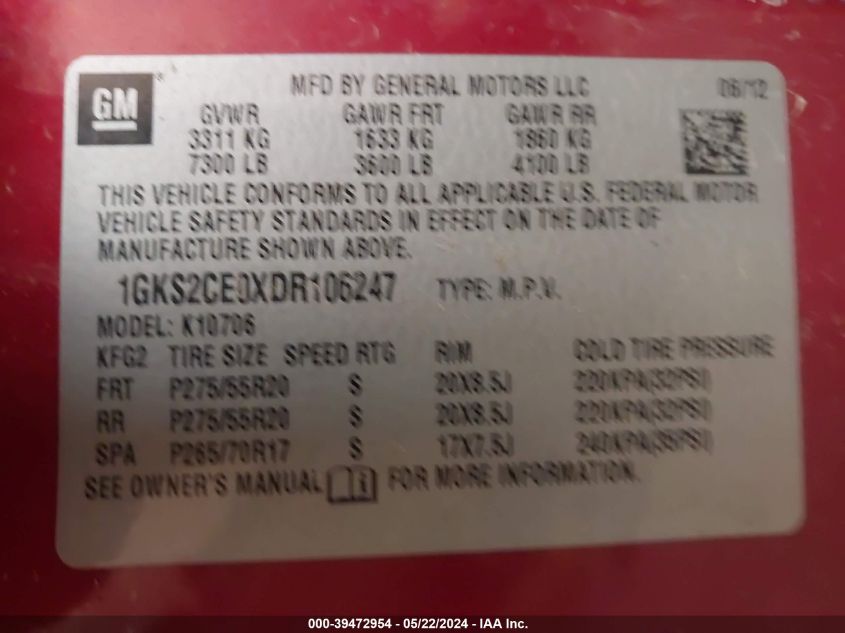 GM ® MFD BY GENERAL MOTORS LLC 06/12
GVWR GAWR FRT GAWR RR
3311 KG 1633 KG 1860 KG
7300 LB 3600 LB 4100 LB
THIS VEHICLE CONFORMS TO ALL APPLICABLE U.S. FEDERAL MOTOR
VEHICLE SAFETY STANDARDS IN EFFECT ON THE DATE OF
MANUFACTURE SHOWN ABOVE.
1GKS2CE0XDR106247 TYPE: M.P.V.
MODEL: K10706
KFG2 TIRE SIZE SPEED RTG RIM COLD TIRE PRESSURE
FRT P275/55R20 S 20X8.5J 220KPA(32PSI)
RR P275/55R20 S 20X8.5J 220KPA(32PSI)
SPA P265/70R17 S 17X7.5J 240KPA(35PSI)
SEE OWNER'S MANUAL FOR MORE INFORMATION.
000-39472954 - 05/22/2024 - IAA Inc.